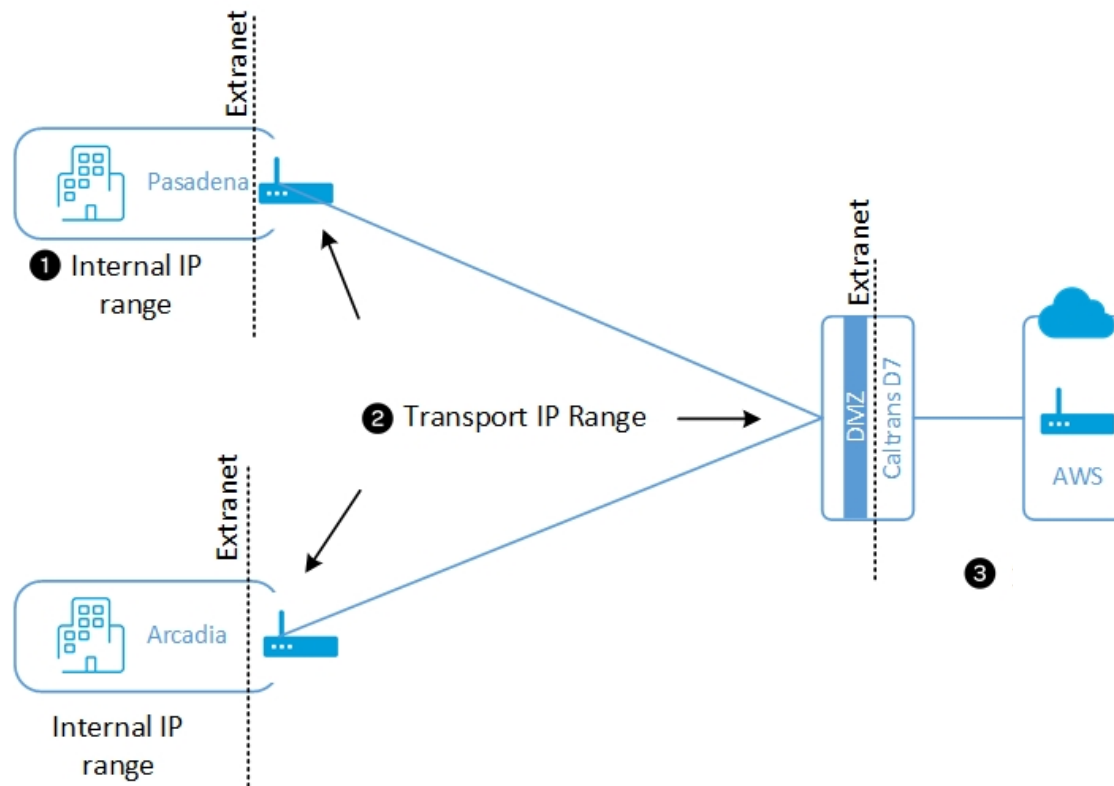 Extranet
Pasadena
❶ Internal IP
range
Extranet
❷ Transport IP Range
DMZ
Caltrans D7
AWS
Extranet
❸
Arcadia
Internal IP
range